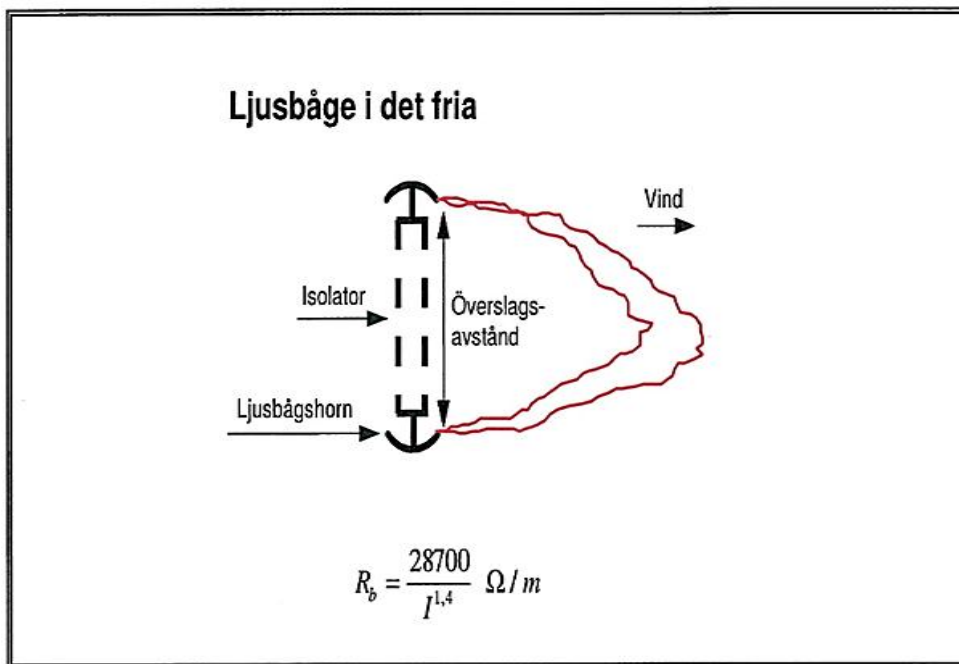 Ljusbåge i det fria
Vind
Isolator
Överslags-
avstånd
Ljusbågshorn
R_b = 28700 / I^{1,4} Ω / m